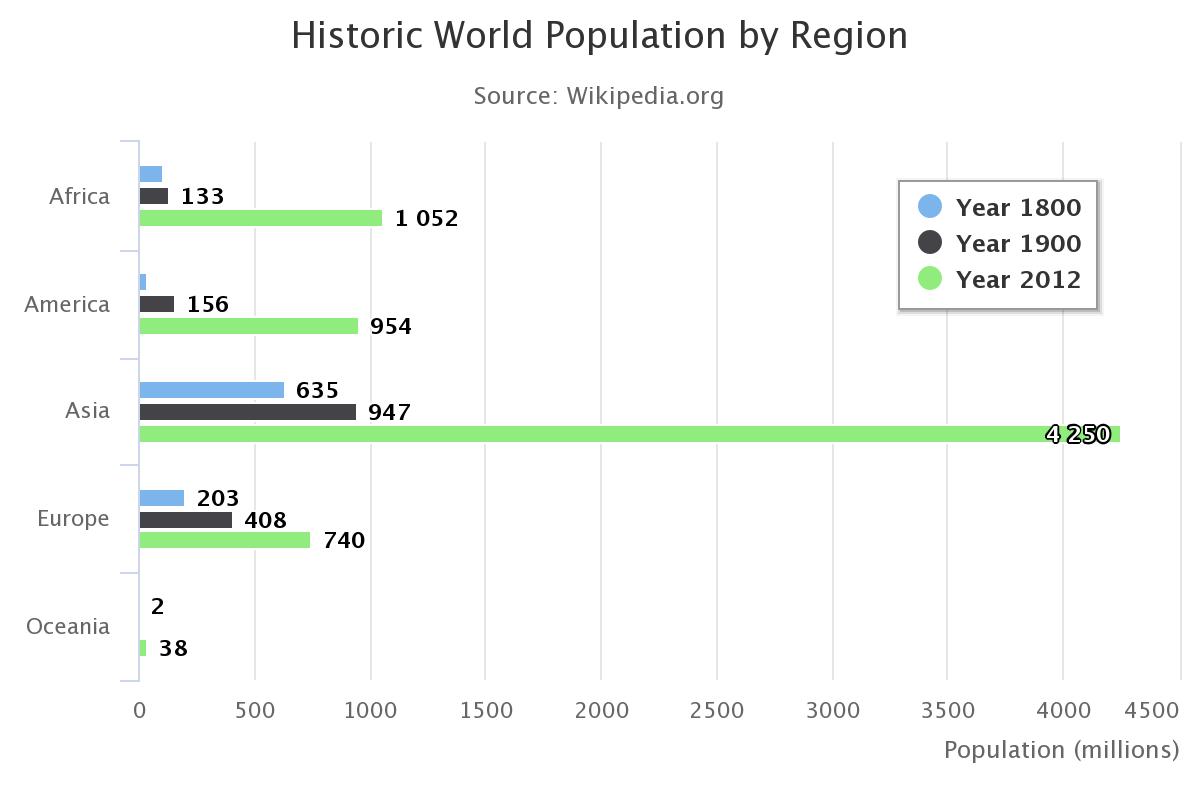 Historic World Population by Region
Source: Wikipedia.org
Africa
133
1 052
America
156
954
Asia
635
947
4 250
Europe
203
408
740
Oceania
2
38
Year 1800
Year 1900
Year 2012
0 500 1000 1500 2000 2500 3000 3500 4000 4500
Population (millions)